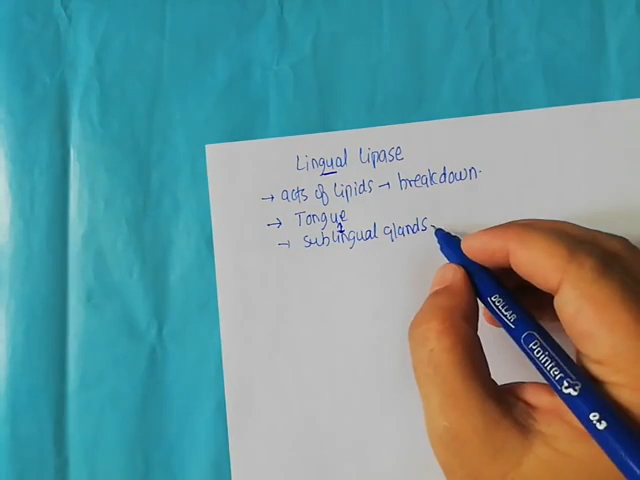 Lingual Lipase
→ acts of lipids → breakdown.
→ Tongue
→ sublingual glands
DOLLAR
Pointer
0.3